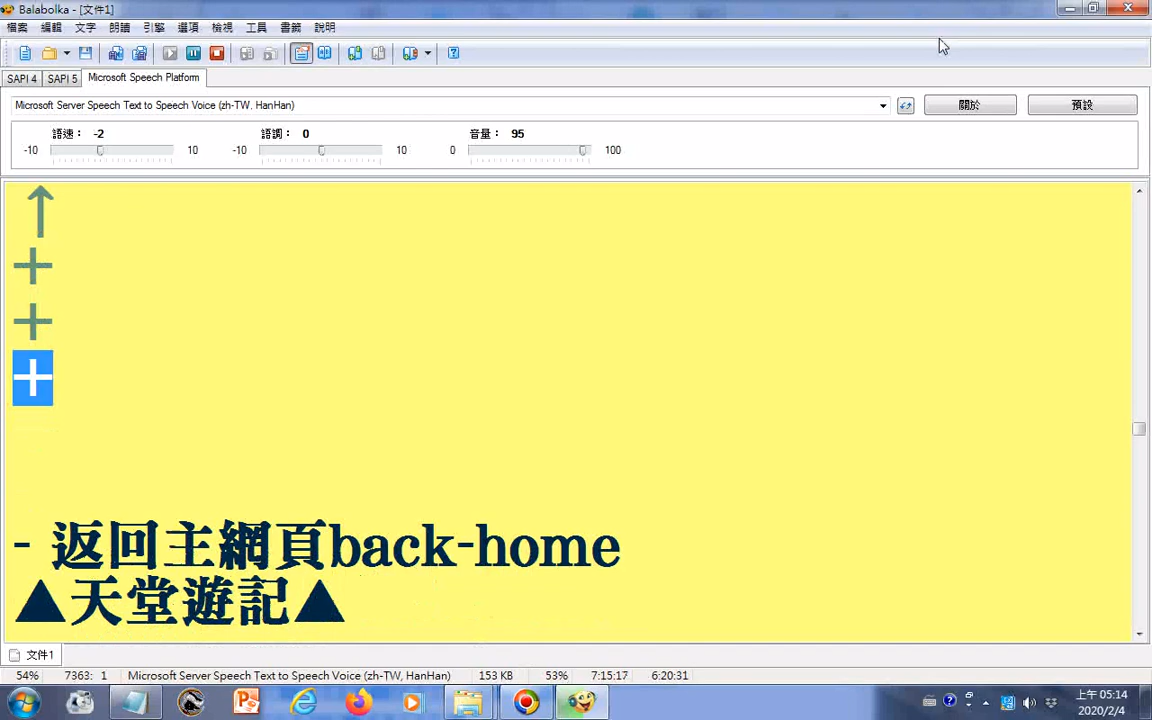 Balabolka - [文件1]
檔案 編輯 文字 朗讀 引擎 選項 檢視 工具 書籤 說明
SAPI 4 SAPI 5 Microsoft Speech Platform
Microsoft Server Speech Text to Speech Voice (zh-TW, HanHan) 關於 預設
語速： -2 語調： 0 音量： 95
-10 10 -10 10 0 100
↑
+
+
+
- 返回主網頁back-home
▲天堂遊記▲
文件1
54% 7363: 1 Microsoft Server Speech Text to Speech Voice (zh-TW, HanHan) 153 KB 53% 7:15:17 6:20:31
上午 05:14
2020/2/4